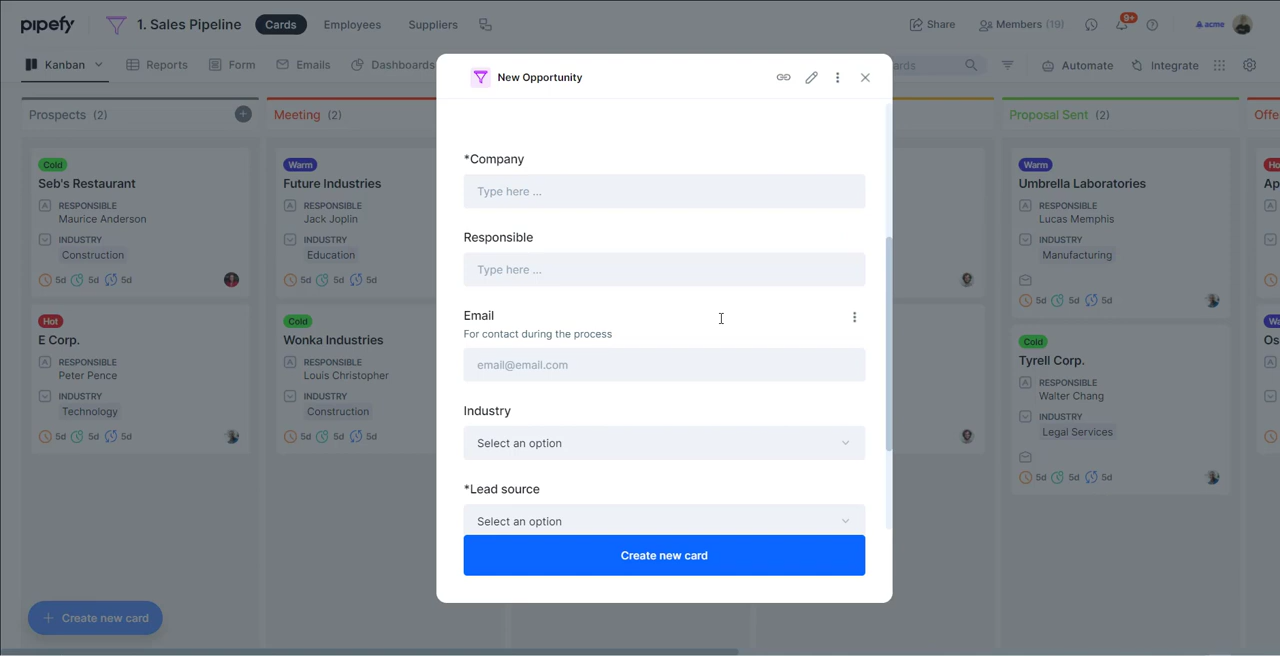 pipefy
1. Sales Pipeline
Cards
Employees
Suppliers
Share
Members (19)
9+
acme
Kanban
Reports
Form
Emails
Dashboards
Automate
Integrate
Prospects (2)
Meeting (2)
Proposal Sent (2)
Cold
Seb's Restaurant
RESPONSIBLE
Maurice Anderson
INDUSTRY
Construction
5d 5d 5d
Hot
E Corp.
RESPONSIBLE
Peter Pence
INDUSTRY
Technology
5d 5d 5d
Create new card
Warm
Future Industries
RESPONSIBLE
Jack Joplin
INDUSTRY
Education
5d 5d 5d
Cold
Wonka Industries
RESPONSIBLE
Louis Christopher
INDUSTRY
Construction
5d 5d 5d
New Opportunity
*Company
Type here ...
Responsible
Type here ...
Email
For contact during the process
email@email.com
Industry
Select an option
*Lead source
Select an option
Create new card
Warm
Umbrella Laboratories
RESPONSIBLE
Lucas Memphis
INDUSTRY
Manufacturing
5d 5d 5d
Cold
Tyrell Corp.
RESPONSIBLE
Walter Chang
INDUSTRY
Legal Services
5d 5d 5d